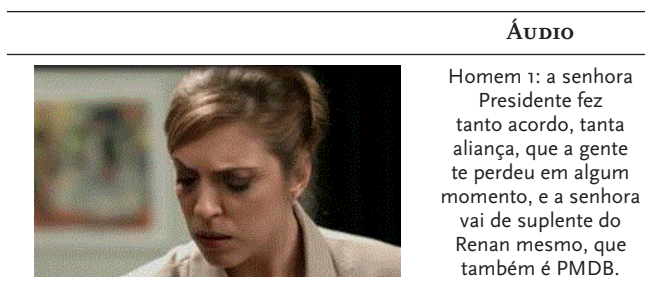 Áudio
Homem 1: a senhora
Presidente fez
tanto acordo, tanta
aliança, que a gente
te perdeu em algum
momento, e a senhora
vai de suplente do
Renan mesmo, que
também é PMDB.